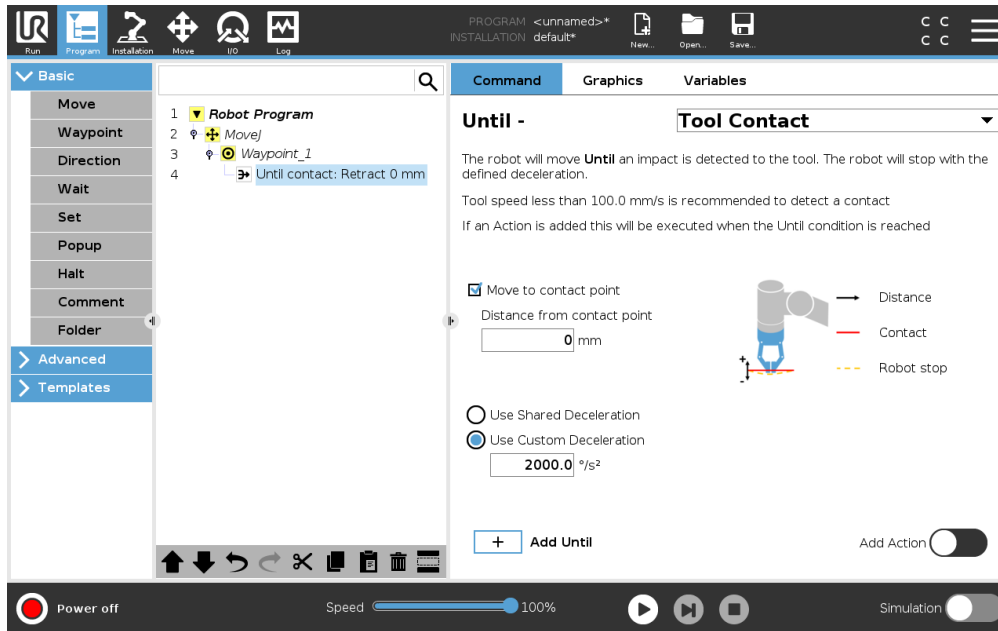 PROGRAM <unnamed>*
INSTALLATION default*
UR
Run
Program
Installation
Move
I/O
Log
New...
Open...
Save...
C C
C C
Basic
Move
Waypoint
Direction
Wait
Set
Popup
Halt
Comment
Folder
Advanced
Templates
1 Robot Program
2 MoveJ
3 Waypoint_1
4 Until contact: Retract 0 mm
Command Graphics Variables
Until - Tool Contact
The robot will move Until an impact is detected to the tool. The robot will stop with the
defined deceleration.
Tool speed less than 100.0 mm/s is recommended to detect a contact
If an Action is added this will be executed when the Until condition is reached
Move to contact point
Distance from contact point
0 mm
+
-
Distance
Contact
Robot stop
Use Shared Deceleration
Use Custom Deceleration
2000.0 °/s²
+ Add Until
Add Action
Power off
Speed 100%
Simulation